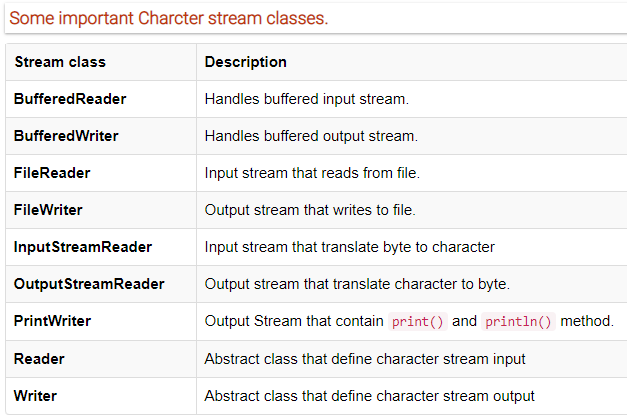 Some important Charcter stream classes.
Stream class Description
BufferedReader Handles buffered input stream.
BufferedWriter Handles buffered output stream.
FileReader Input stream that reads from file.
FileWriter Output stream that writes to file.
InputStreamReader Input stream that translate byte to character
OutputStreamReader Output stream that translate character to byte.
PrintWriter Output Stream that contain print() and println() method.
Reader Abstract class that define character stream input
Writer Abstract class that define character stream output